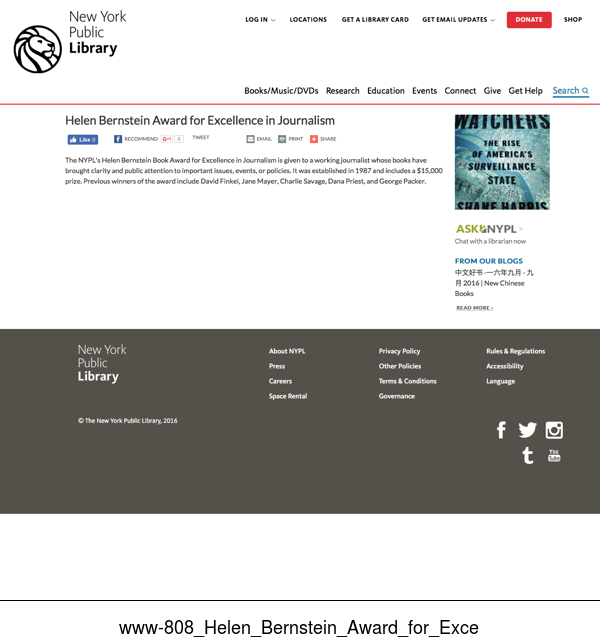 New York
Public
Library
LOG IN LOCATIONS GET A LIBRARY CARD GET EMAIL UPDATES DONATE SHOP
Books/Music/DVDs Research Education Events Connect Give Get Help Search
Helen Bernstein Award for Excellence in Journalism
Like 0 RECOMMEND G+1 0 TWEET EMAIL PRINT SHARE
The NYPL's Helen Bernstein Book Award for Excellence in Journalism is given to a working journalist whose books have
brought clarity and public attention to important issues, events, or policies. It was established in 1987 and includes a $15,000
prize. Previous winners of the award include David Finkel, Jane Mayer, Charlie Savage, Dana Priest, and George Packer.
WATCHERS
THE RISE
OF AMERICA'S
SURVEILLANCE
STATE
SHANE HARRIS
ASK NYPL >
Chat with a librarian now
FROM OUR BLOGS
中文好书 -一六年九月 - 九
月 2016 | New Chinese
Books
READ MORE ›
New York
Public
Library
About NYPL Privacy Policy Rules & Regulations
Press Other Policies Accessibility
Careers Terms & Conditions Language
Space Rental Governance
© The New York Public Library, 2016
You
Tube
www-808_Helen_Bernstein_Award_for_Exce